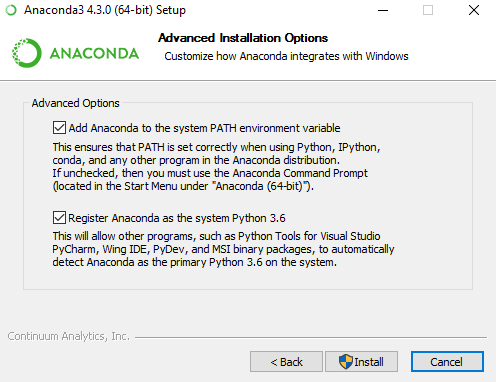 Anaconda3 4.3.0 (64-bit) Setup
Advanced Installation Options
Customize how Anaconda integrates with Windows
ANACONDA
Advanced Options
Add Anaconda to the system PATH environment variable
This ensures that PATH is set correctly when using Python, IPython,
conda, and any other program in the Anaconda distribution.
If unchecked, then you must use the Anaconda Command Prompt
(located in the Start Menu under "Anaconda (64-bit)").
Register Anaconda as the system Python 3.6
This will allow other programs, such as Python Tools for Visual Studio
PyCharm, Wing IDE, PyDev, and MSI binary packages, to automatically
detect Anaconda as the primary Python 3.6 on the system.
Continuum Analytics, Inc.
< Back
Install
Cancel